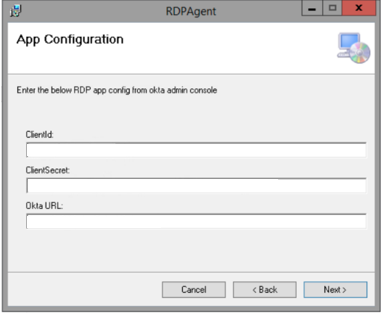 RDPAgent
App Configuration
Enter the below RDP app config from okta admin console
ClientId:
ClientSecret:
Okta URL:
Cancel
< Back
Next >